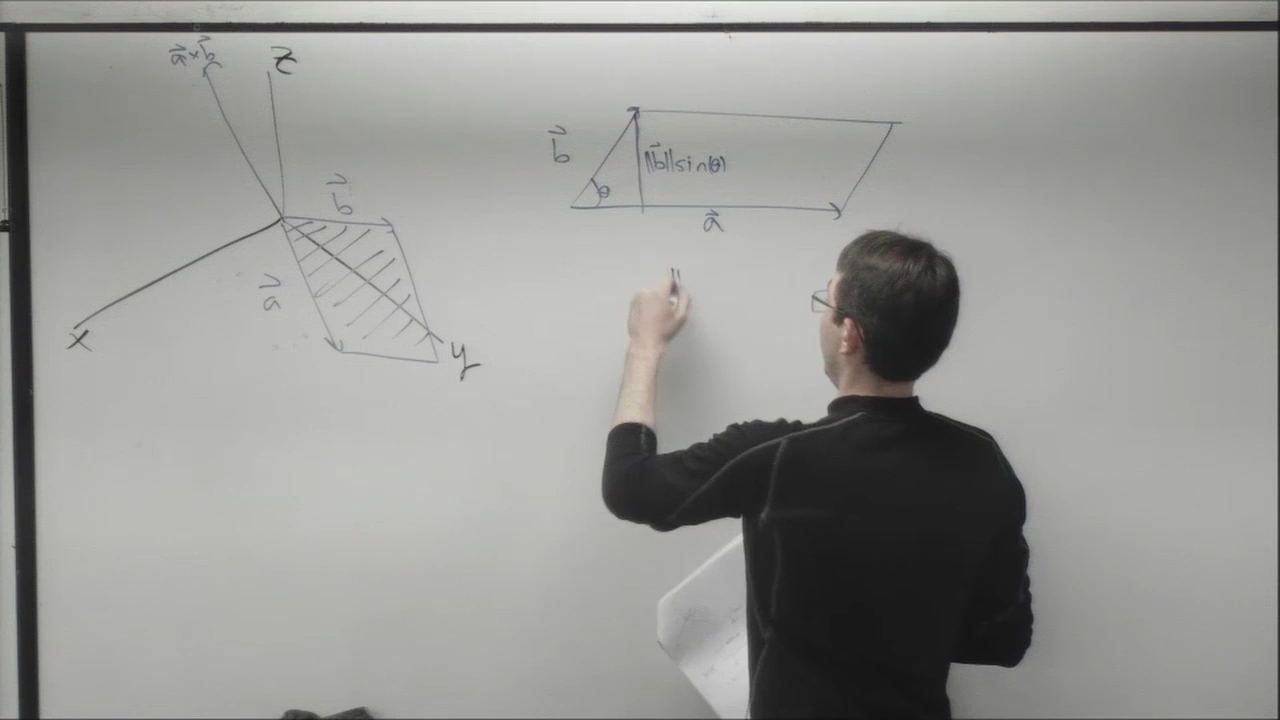 a⃗ × b⃗
z
b⃗
a⃗
x
y
b⃗
θ
||b⃗||sin(θ)
a⃗